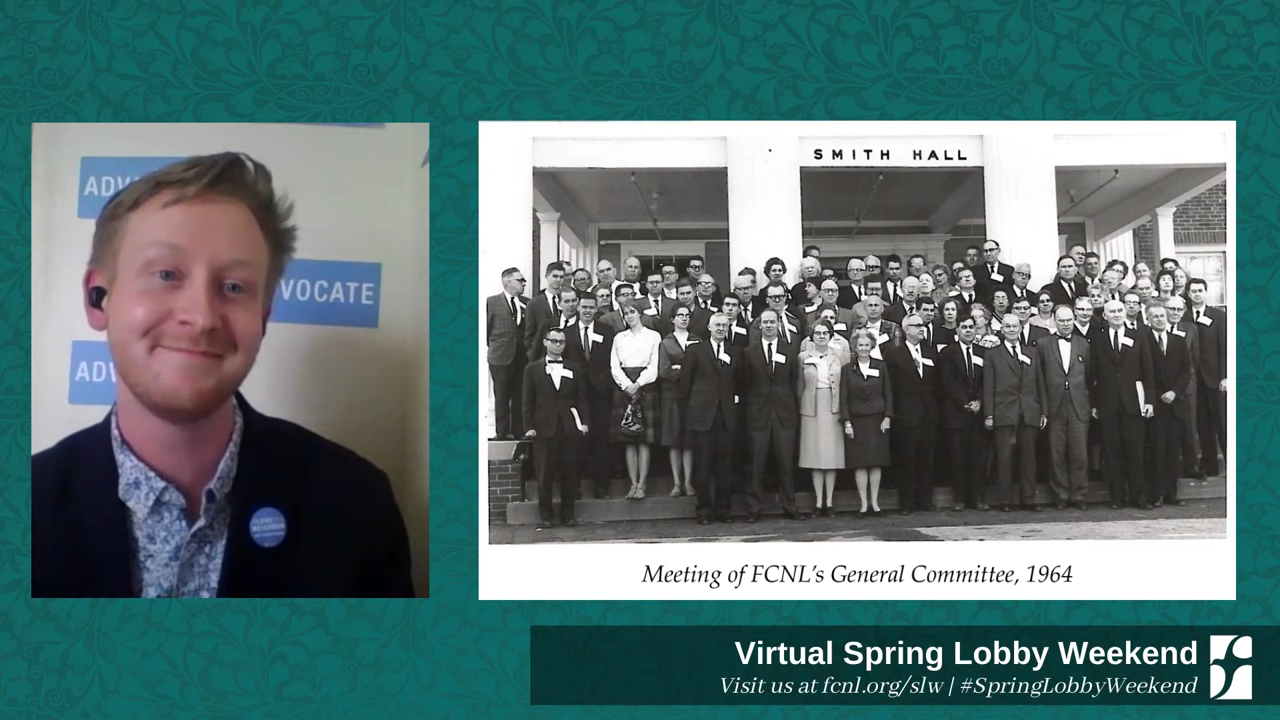 ADV
VOCATE
ADV
SMITH HALL
Meeting of FCNL's General Committee, 1964
Virtual Spring Lobby Weekend
Visit us at fcnl.org/slw | #SpringLobbyWeekend